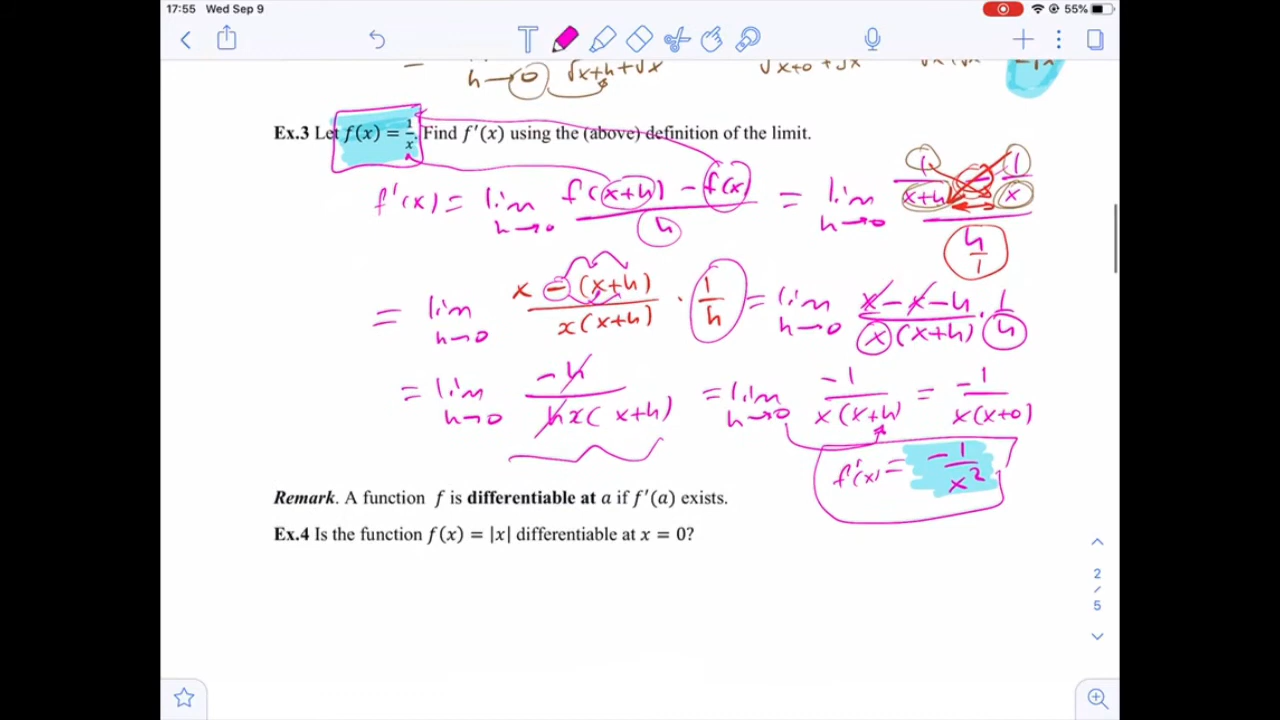 17:55 Wed Sep 9 55%
= h→0 √x+h+√x √x+0+√x
Ex.3 Let f(x) = 1/x. Find f′(x) using the (above) definition of the limit.
f'(x) = lim h→0 f(x+h) - f(x) / h = lim h→0 1/x+h - 1/x / h/1
= lim h→0 x - (x+h) / x(x+h) · 1/h = lim h→0 x - x - h / x(x+h) · 1/h
= lim h→0 -h / hx(x+h) = lim h→0 -1 / x(x+h) = -1 / x(x+0)
f'(x) = -1/x²
Remark. A function f is differentiable at a if f′(a) exists.
Ex.4 Is the function f(x) = |x| differentiable at x = 0?
2
/
5